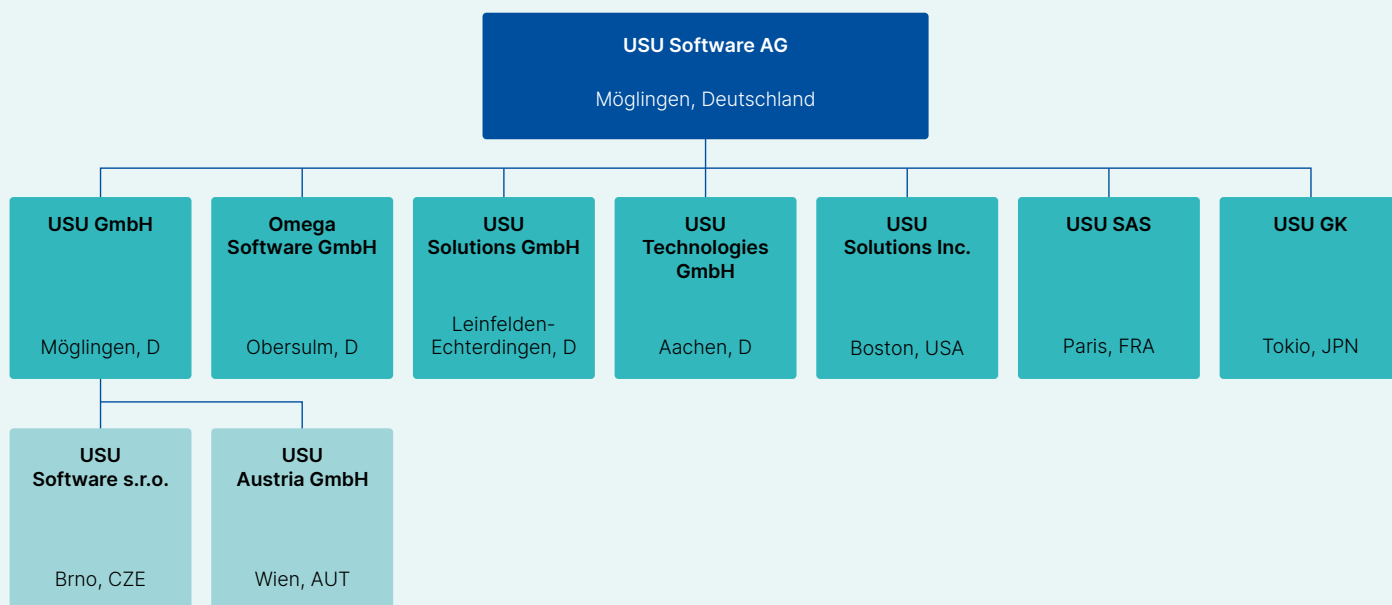 USU Software AG
Möglingen, Deutschland
USU GmbH
Möglingen, D
Omega
Software GmbH
Obersulm, D
USU
Solutions GmbH
Leinfelden-
Echterdingen, D
USU
Technologies
GmbH
Aachen, D
USU
Solutions Inc.
Boston, USA
USU SAS
Paris, FRA
USU GK
Tokio, JPN
USU
Software s.r.o.
Brno, CZE
USU
Austria GmbH
Wien, AUT